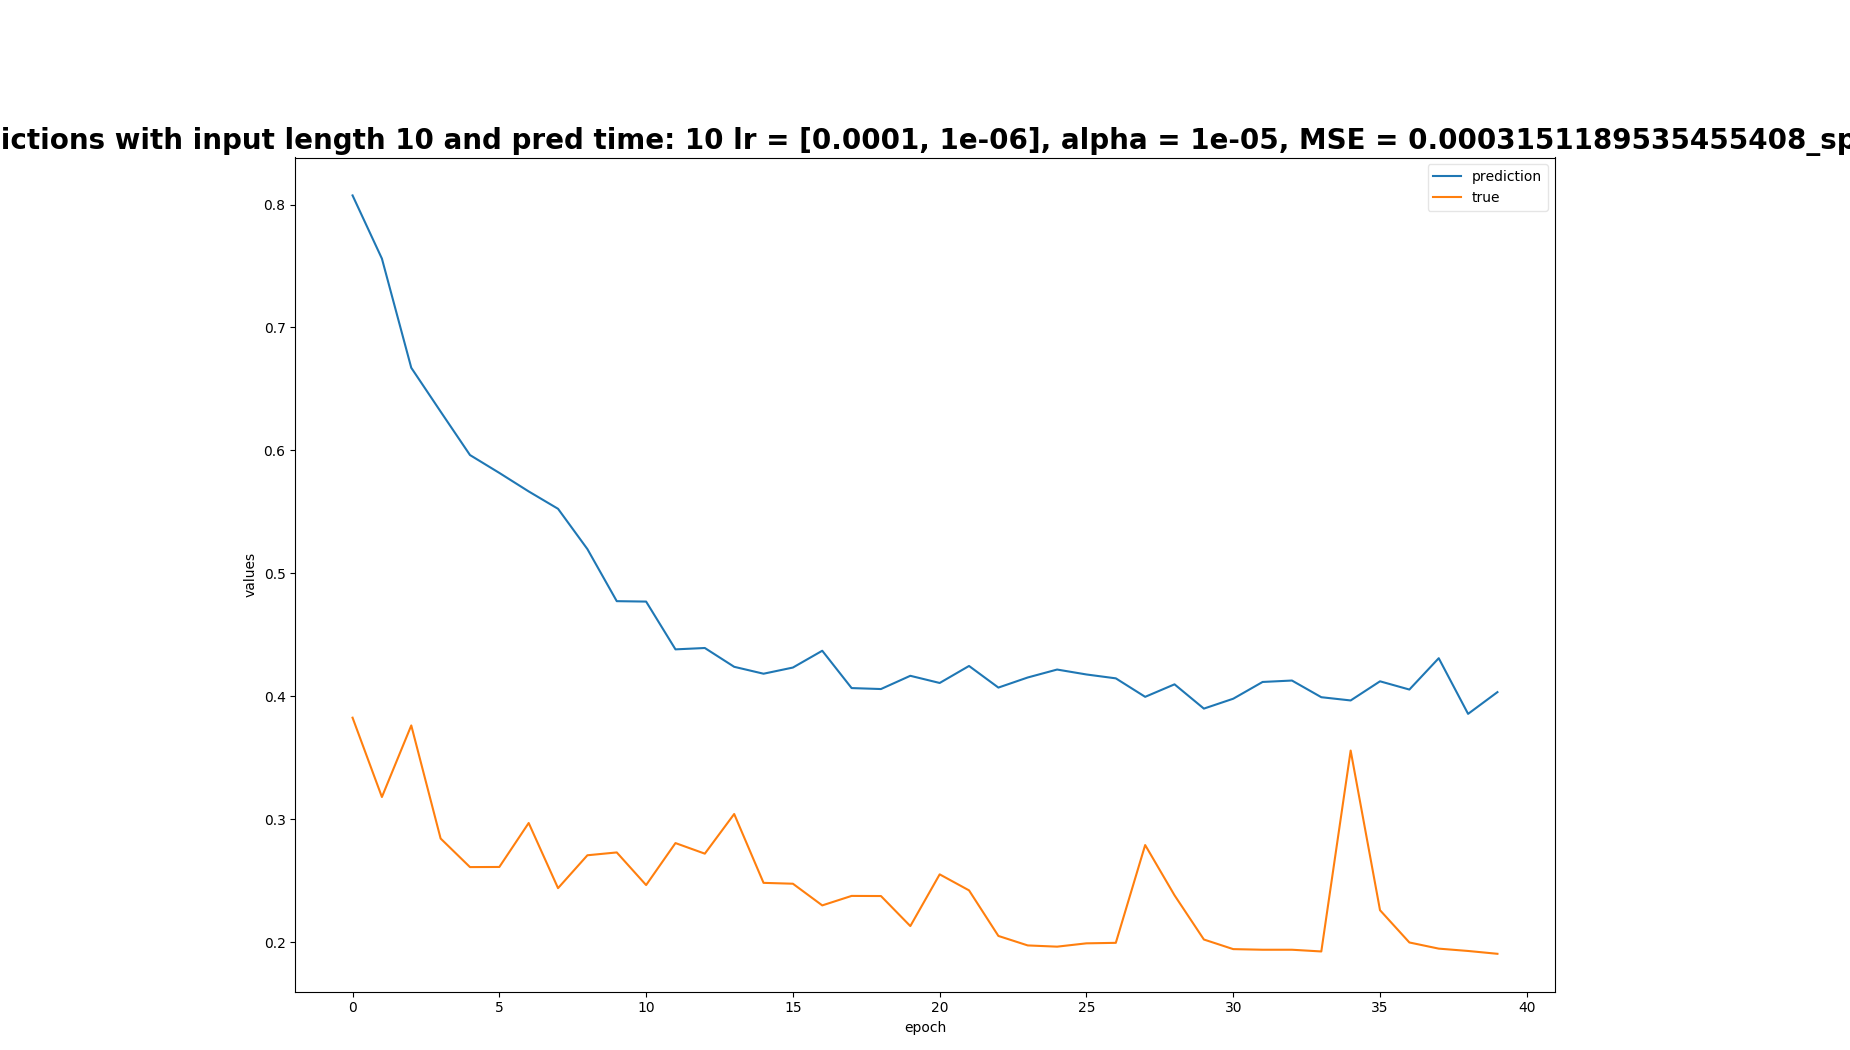 ictions with input length 10 and pred time: 10 lr = [0.0001, 1e-06], alpha = 1e-05, MSE = 0.0003151189535455408_sp
prediction
true
0.8
0.7
0.6
0.5
0.4
0.3
0.2
values
0 5 10 15 20 25 30 35 40
epoch